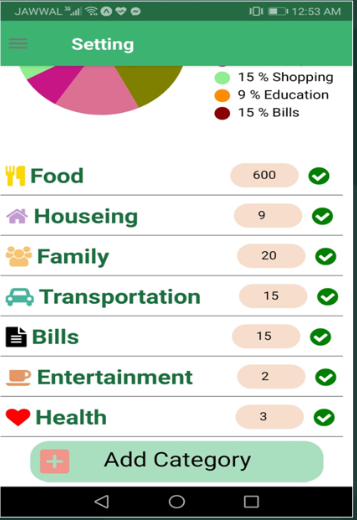 JAWWAL 12:53 AM
Setting
15 % Shopping
9 % Education
15 % Bills
Food 600
Houseing 9
Family 20
Transportation 15
Bills 15
Entertainment 2
Health 3
Add Category